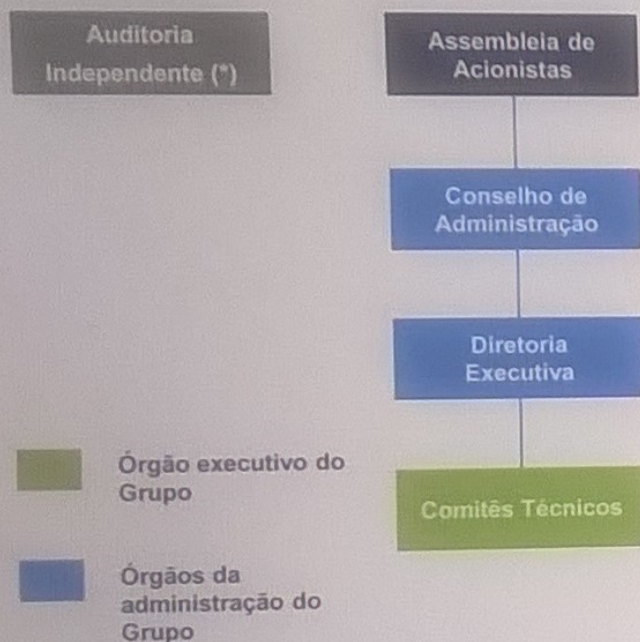 Auditoria
Independente (*)
Assembleia de
Acionistas
Conselho de
Administração
Diretoria
Executiva
Comitês Técnicos
Órgão executivo do
Grupo
Órgãos da
administração do
Grupo